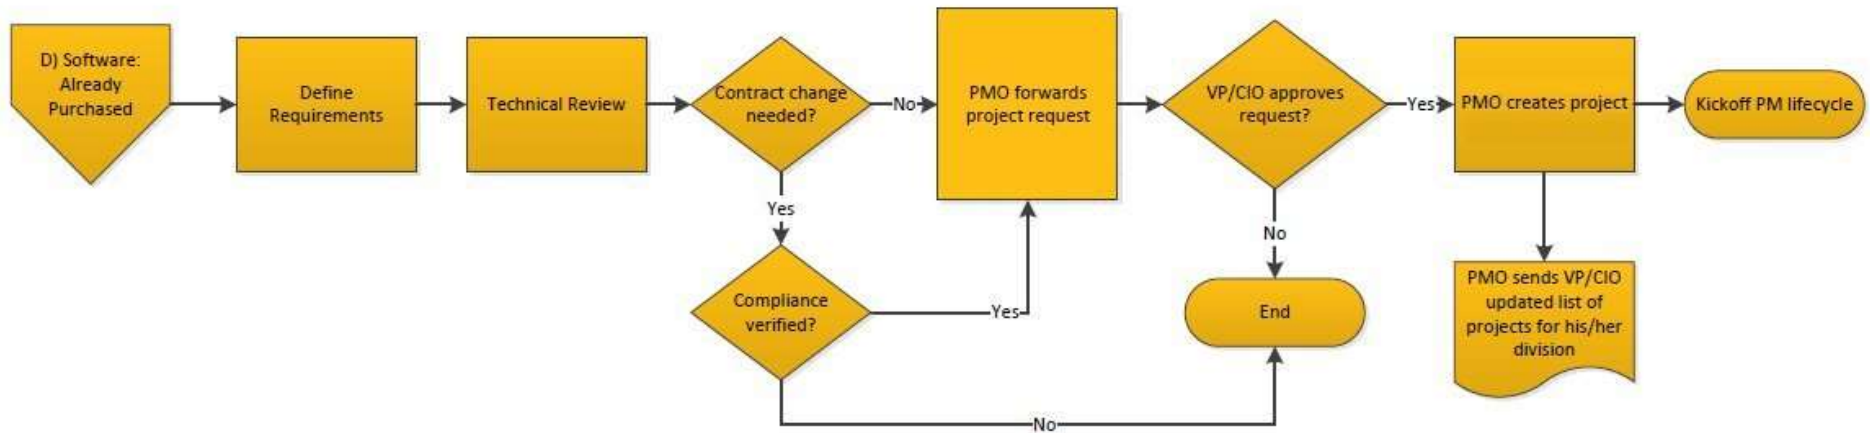 D) Software:
Already
Purchased
Define
Requirements
Technical Review
Contract change
needed?
No
PMO forwards
project request
VP/CIO approves
request?
Yes
PMO creates project
Kickoff PM lifecycle
Yes
No
Compliance
verified?
Yes
End
PMO sends VP/CIO
updated list of
projects for his/her
division
No